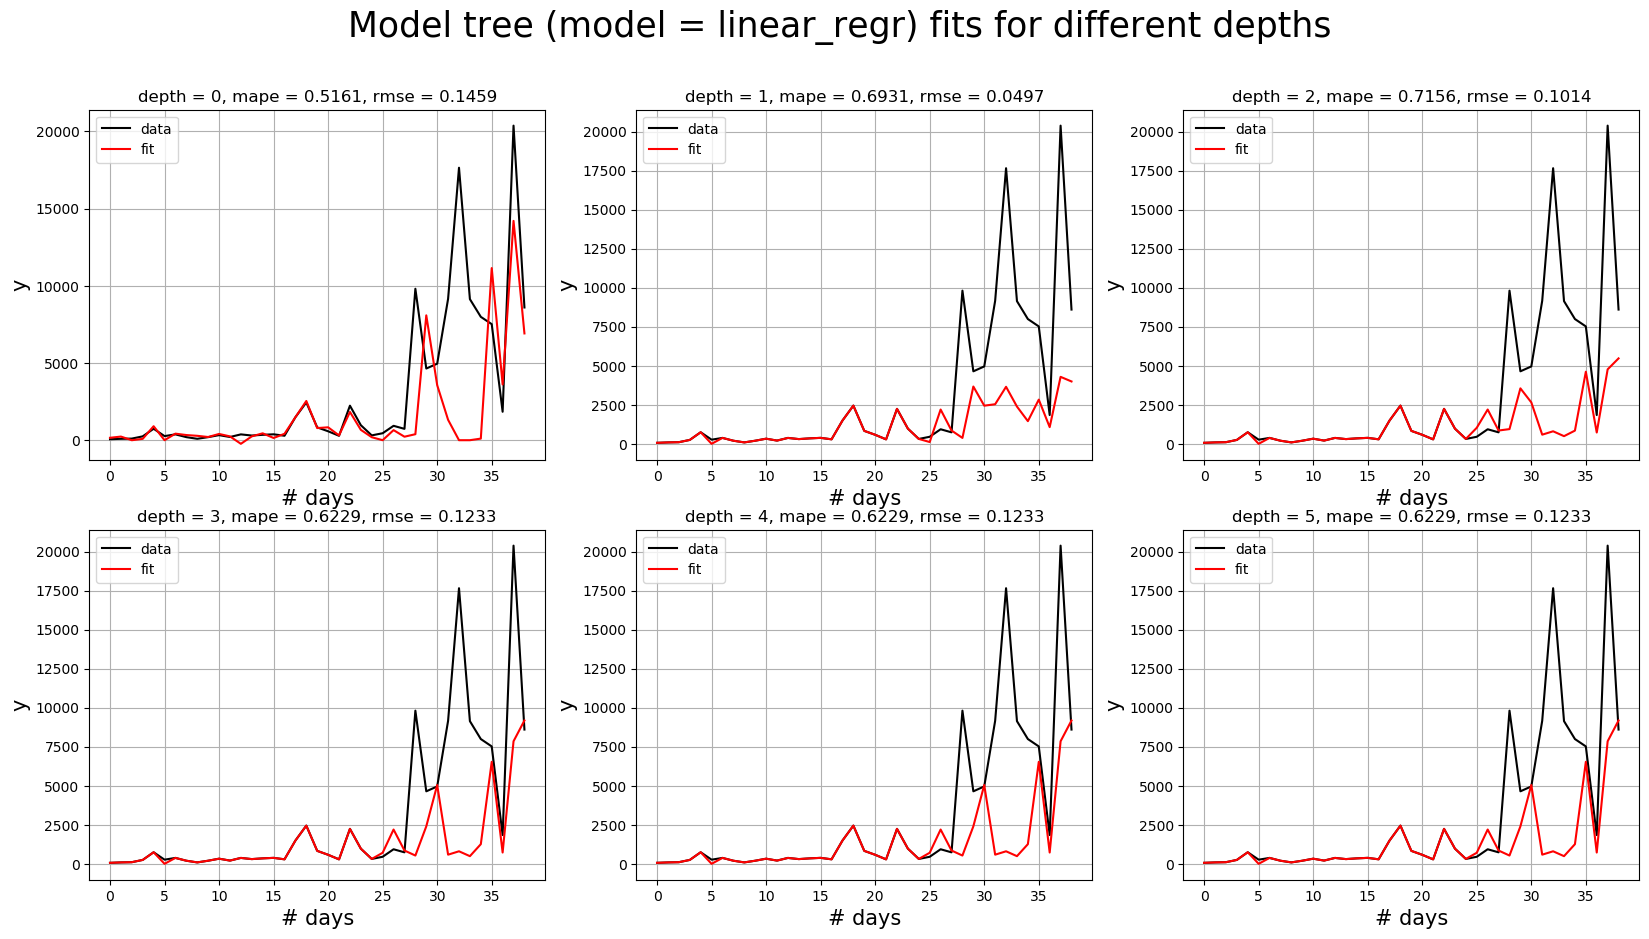 Model tree (model = linear_regr) fits for different depths
depth = 0, mape = 0.5161, rmse = 0.1459
data
fit
20000
15000
10000
5000
0
y
0 5 10 15 20 25 30 35
# days
depth = 1, mape = 0.6931, rmse = 0.0497
data
fit
20000
17500
15000
12500
10000
7500
5000
2500
0
y
0 5 10 15 20 25 30 35
# days
depth = 2, mape = 0.7156, rmse = 0.1014
data
fit
20000
17500
15000
12500
10000
7500
5000
2500
0
y
0 5 10 15 20 25 30 35
# days
depth = 3, mape = 0.6229, rmse = 0.1233
data
fit
20000
17500
15000
12500
10000
7500
5000
2500
0
y
0 5 10 15 20 25 30 35
# days
depth = 4, mape = 0.6229, rmse = 0.1233
data
fit
20000
17500
15000
12500
10000
7500
5000
2500
0
y
0 5 10 15 20 25 30 35
# days
depth = 5, mape = 0.6229, rmse = 0.1233
data
fit
20000
17500
15000
12500
10000
7500
5000
2500
0
y
0 5 10 15 20 25 30 35
# days